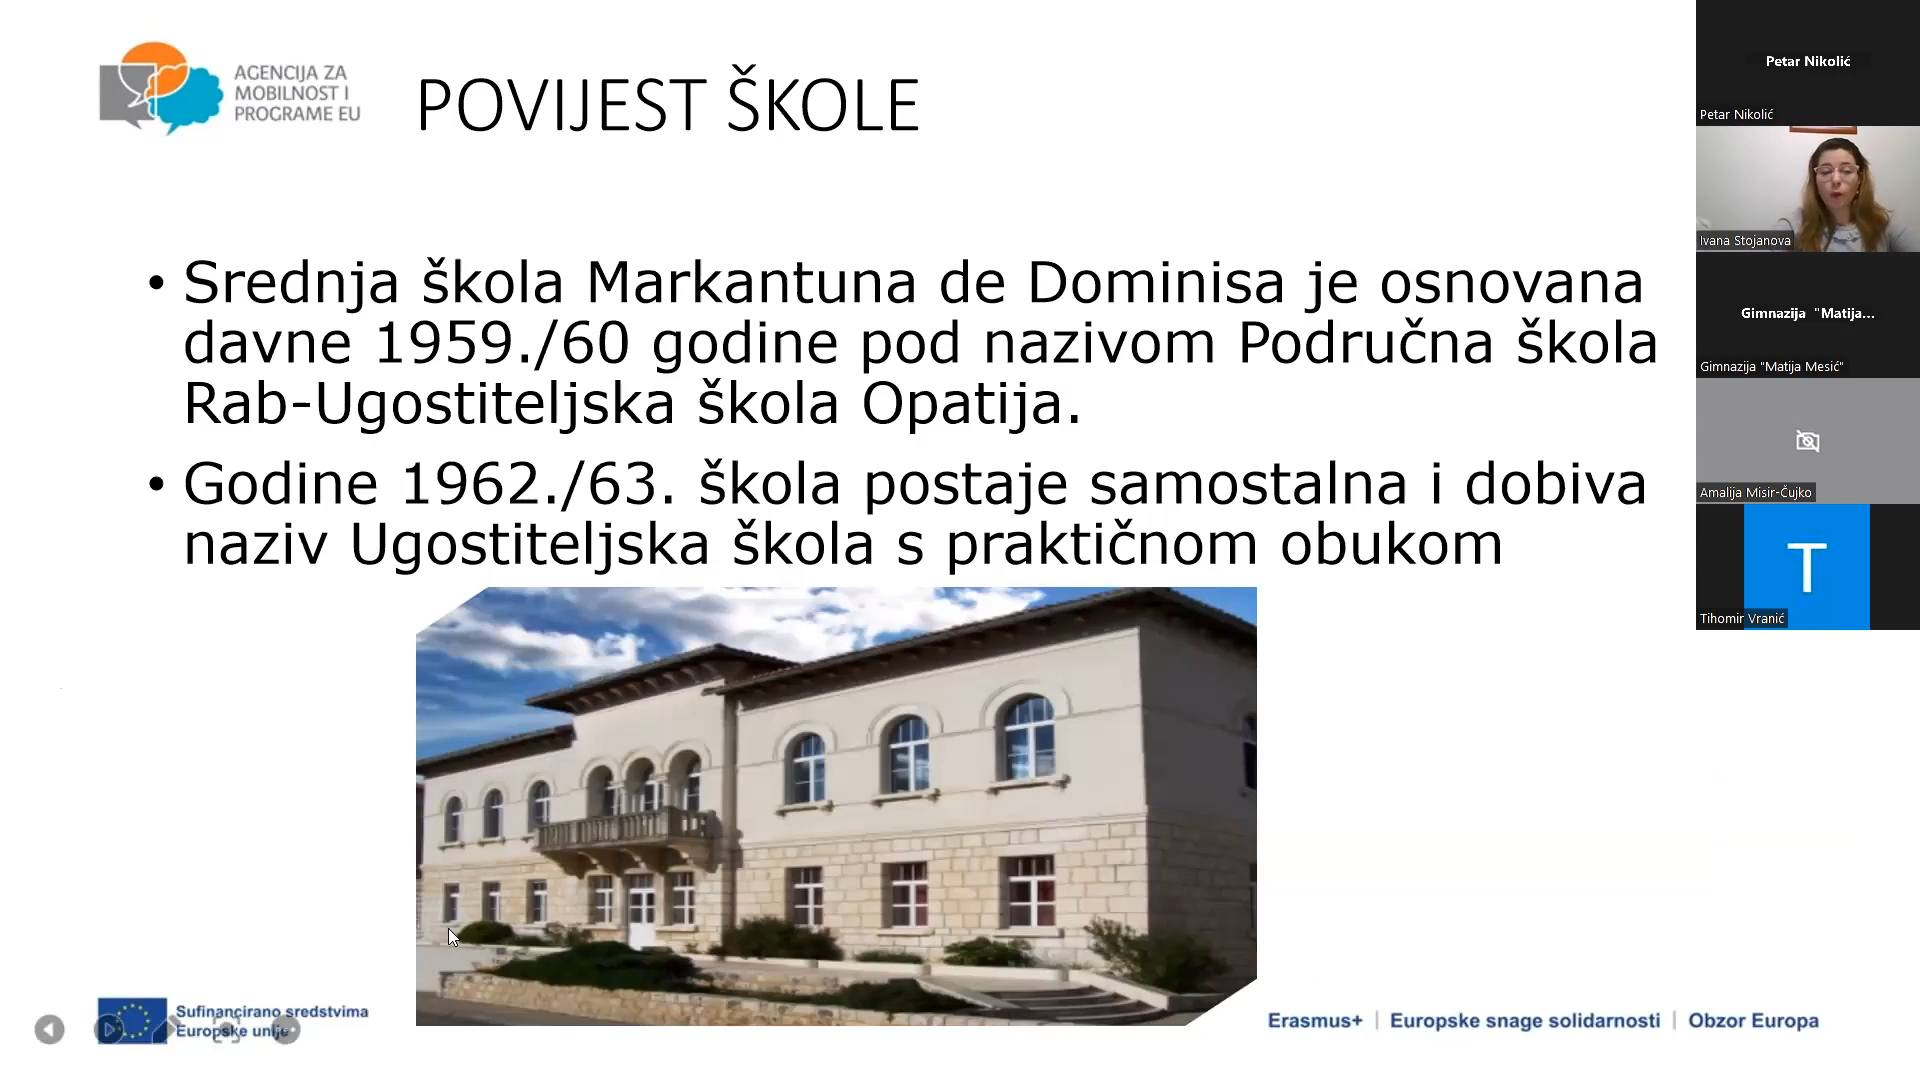 AGENCIJA ZA
MOBILNOST I
PROGRAME EU
POVIJEST ŠKOLE
• Srednja škola Markantuna de Dominisa je osnovana
davne 1959./60 godine pod nazivom Područna škola
Rab-Ugostiteljska škola Opatija.
• Godine 1962./63. škola postaje samostalna i dobiva
naziv Ugostiteljska škola s praktičnom obukom
Sufinancirano sredstvima
Europske unije
Erasmus+ | Europske snage solidarnosti | Obzor Europa
Petar Nikolić
Petar Nikolić
Ivana Stojanova
Gimnazija "Matija...
Gimnazija "Matija Mesić"
Amalija Misir-Čujko
T
Tihomir Vranić